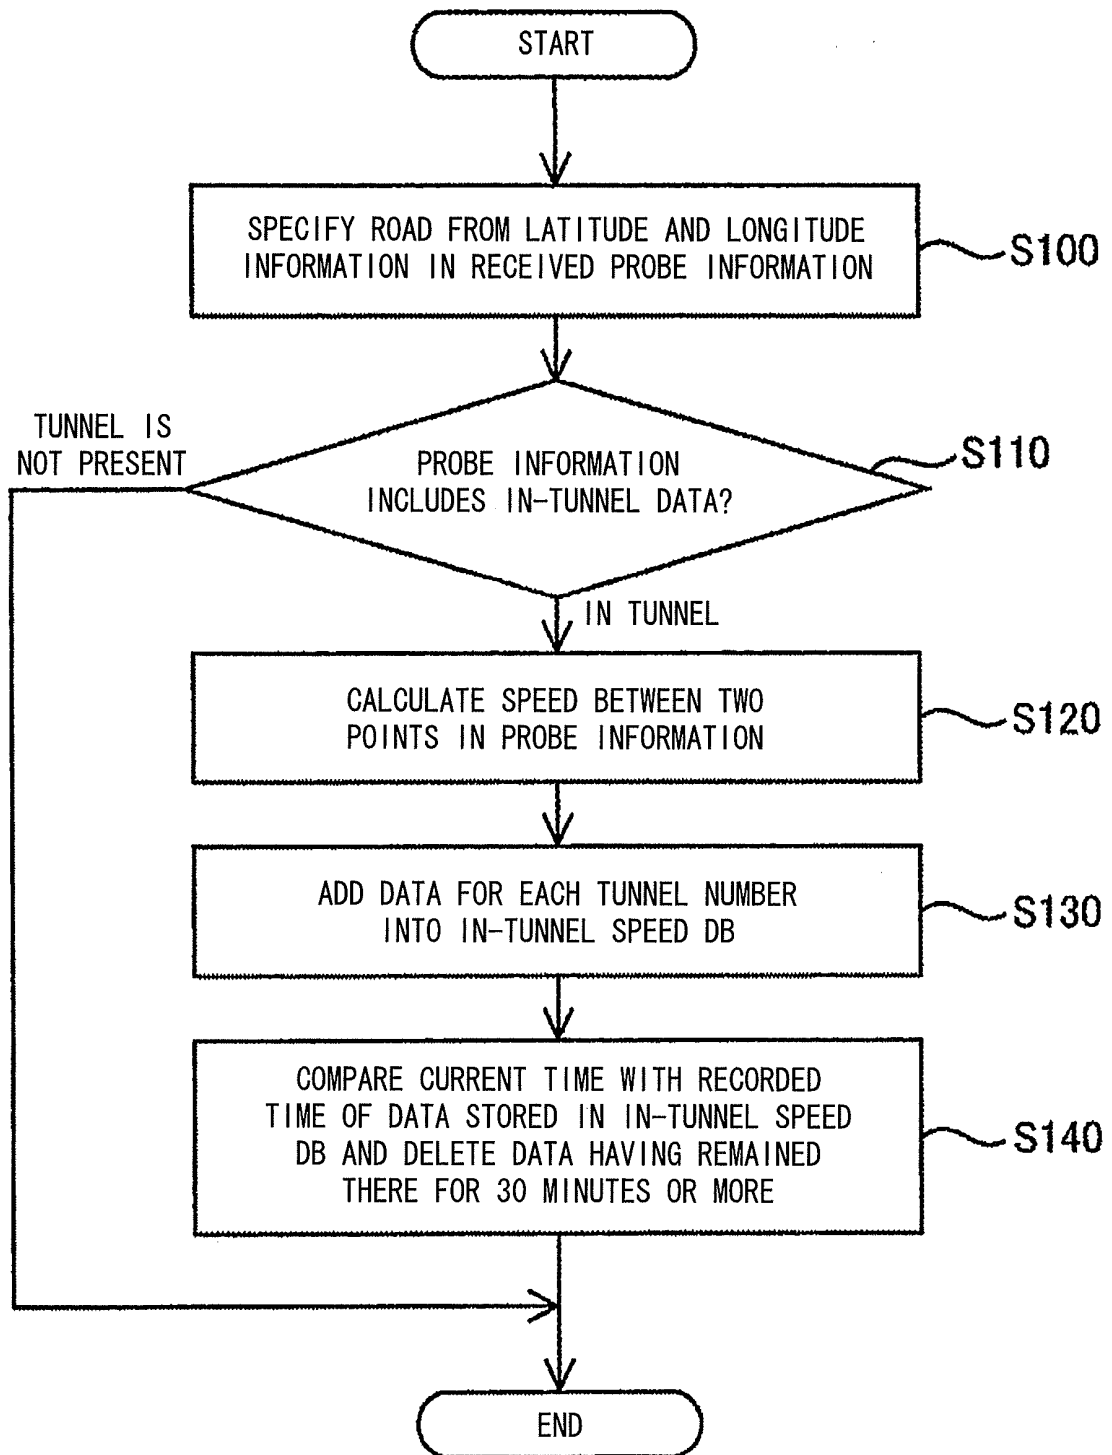 START
SPECIFY ROAD FROM LATITUDE AND LONGITUDE
INFORMATION IN RECEIVED PROBE INFORMATION
S100
TUNNEL IS
NOT PRESENT
PROBE INFORMATION
INCLUDES IN-TUNNEL DATA?
S110
IN TUNNEL
CALCULATE SPEED BETWEEN TWO
POINTS IN PROBE INFORMATION
S120
ADD DATA FOR EACH TUNNEL NUMBER
INTO IN-TUNNEL SPEED DB
S130
COMPARE CURRENT TIME WITH RECORDED
TIME OF DATA STORED IN IN-TUNNEL SPEED
DB AND DELETE DATA HAVING REMAINED
THERE FOR 30 MINUTES OR MORE
S140
END